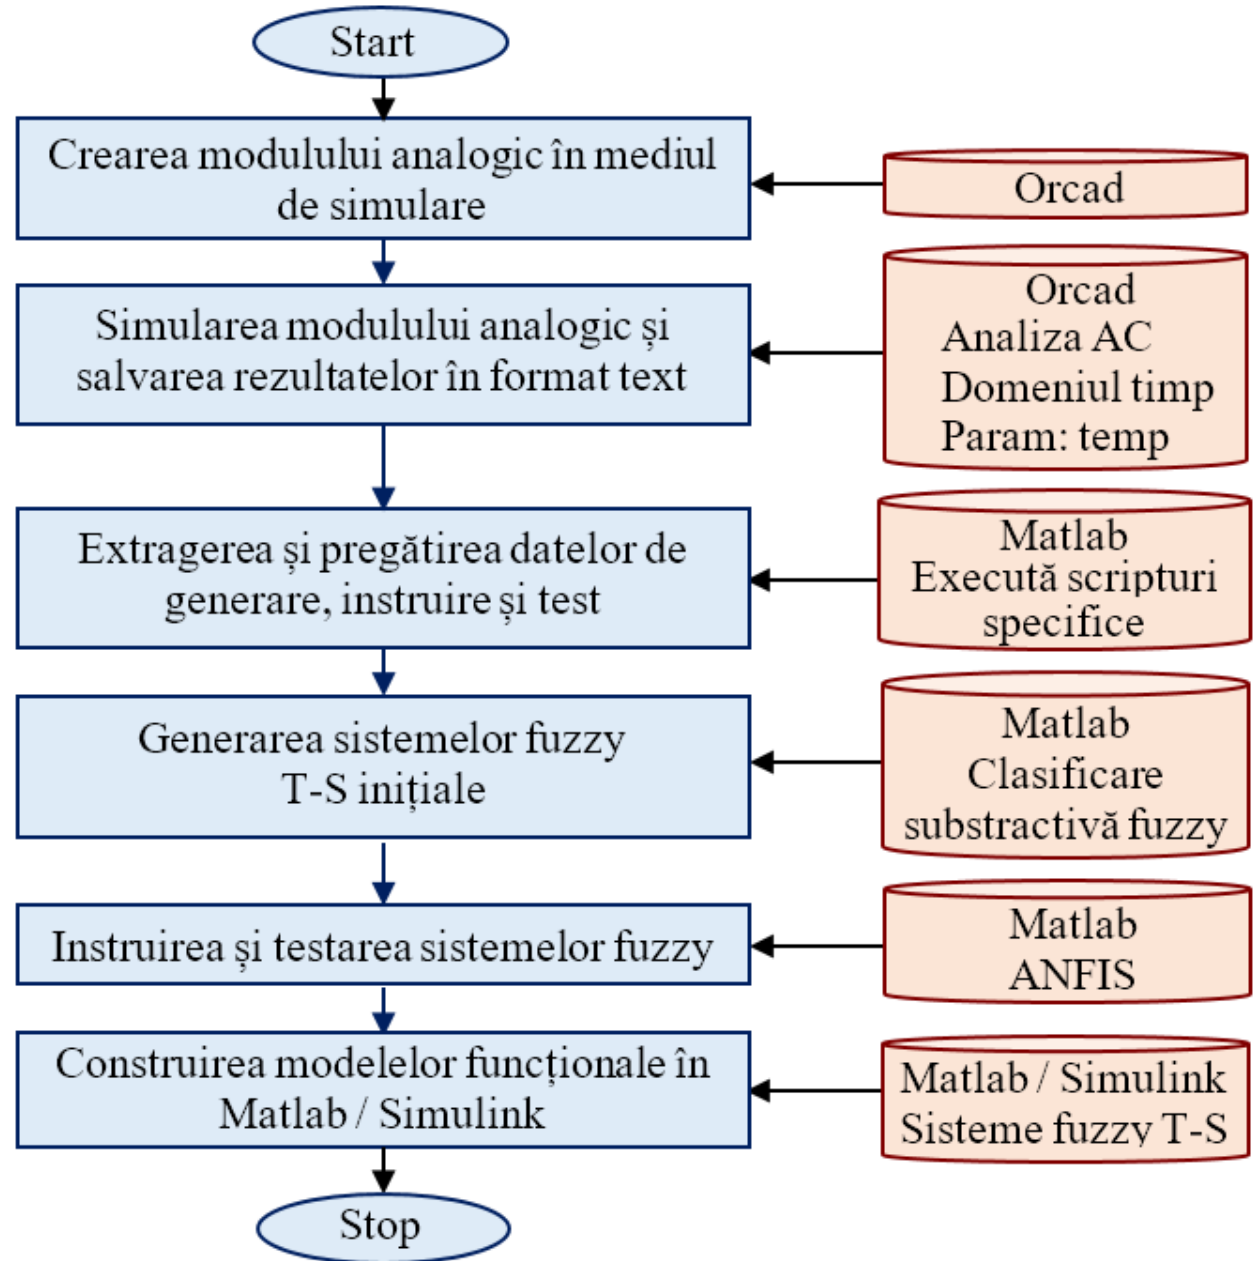 Start
Crearea modulului analogic în mediul
de simulare
Orcad
Simularea modulului analogic și
salvarea rezultatelor în format text
Orcad
Analiza AC
Domeniul timp
Param: temp
Extragerea și pregătirea datelor de
generare, instruire și test
Matlab
Execută scripturi
specifice
Generarea sistemelor fuzzy
T-S inițiale
Matlab
Clasificare
substractivă fuzzy
Instruirea și testarea sistemelor fuzzy
Matlab
ANFIS
Construirea modelelor funcționale în
Matlab / Simulink
Matlab / Simulink
Sisteme fuzzy T-S
Stop